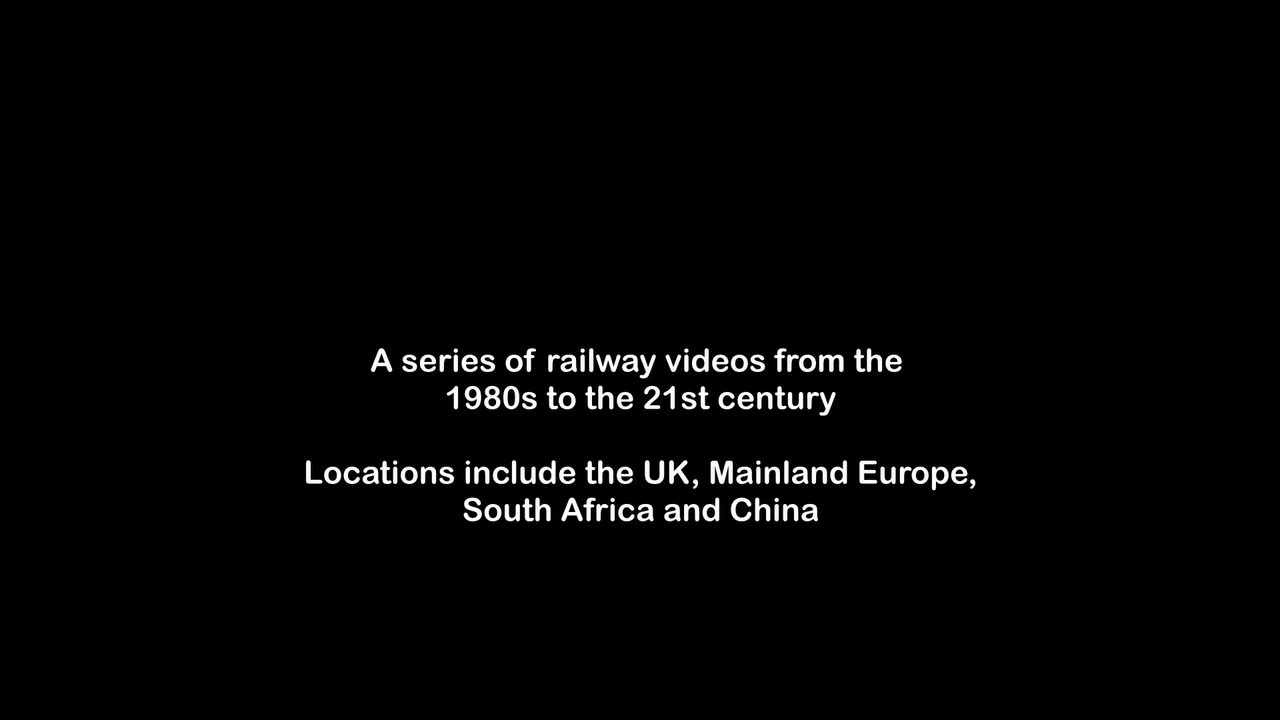 A series of railway videos from the
1980s to the 21st century
Locations include the UK, Mainland Europe,
South Africa and China